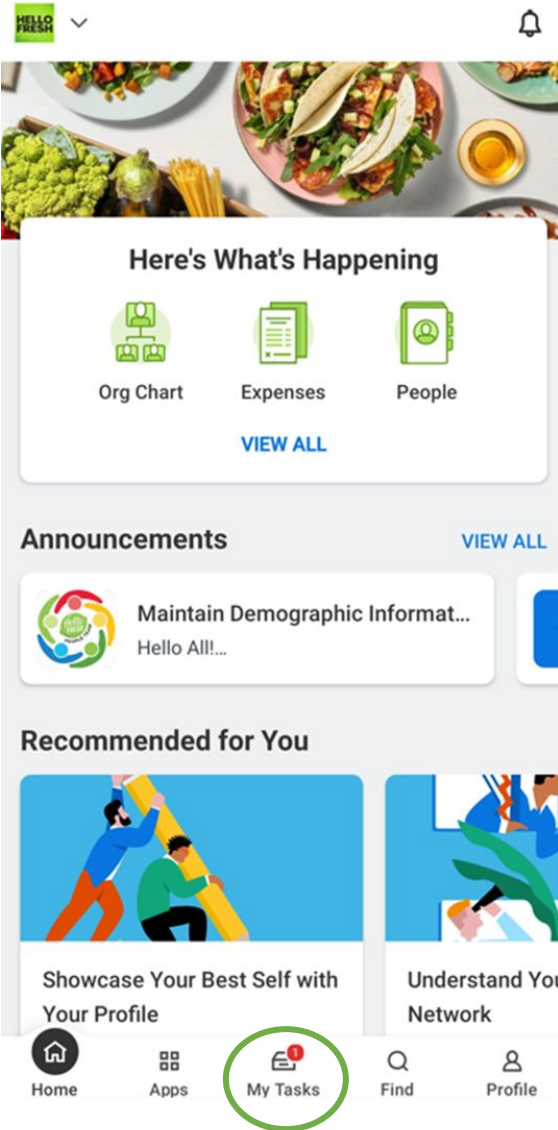 HELLO
FRESH
Here's What's Happening
Org Chart
Expenses
People
VIEW ALL
Announcements
VIEW ALL
Maintain Demographic Informat...
Hello All!...
Recommended for You
Showcase Your Best Self with
Your Profile
Understand You
Network
1
Home
Apps
My Tasks
Find
Profile